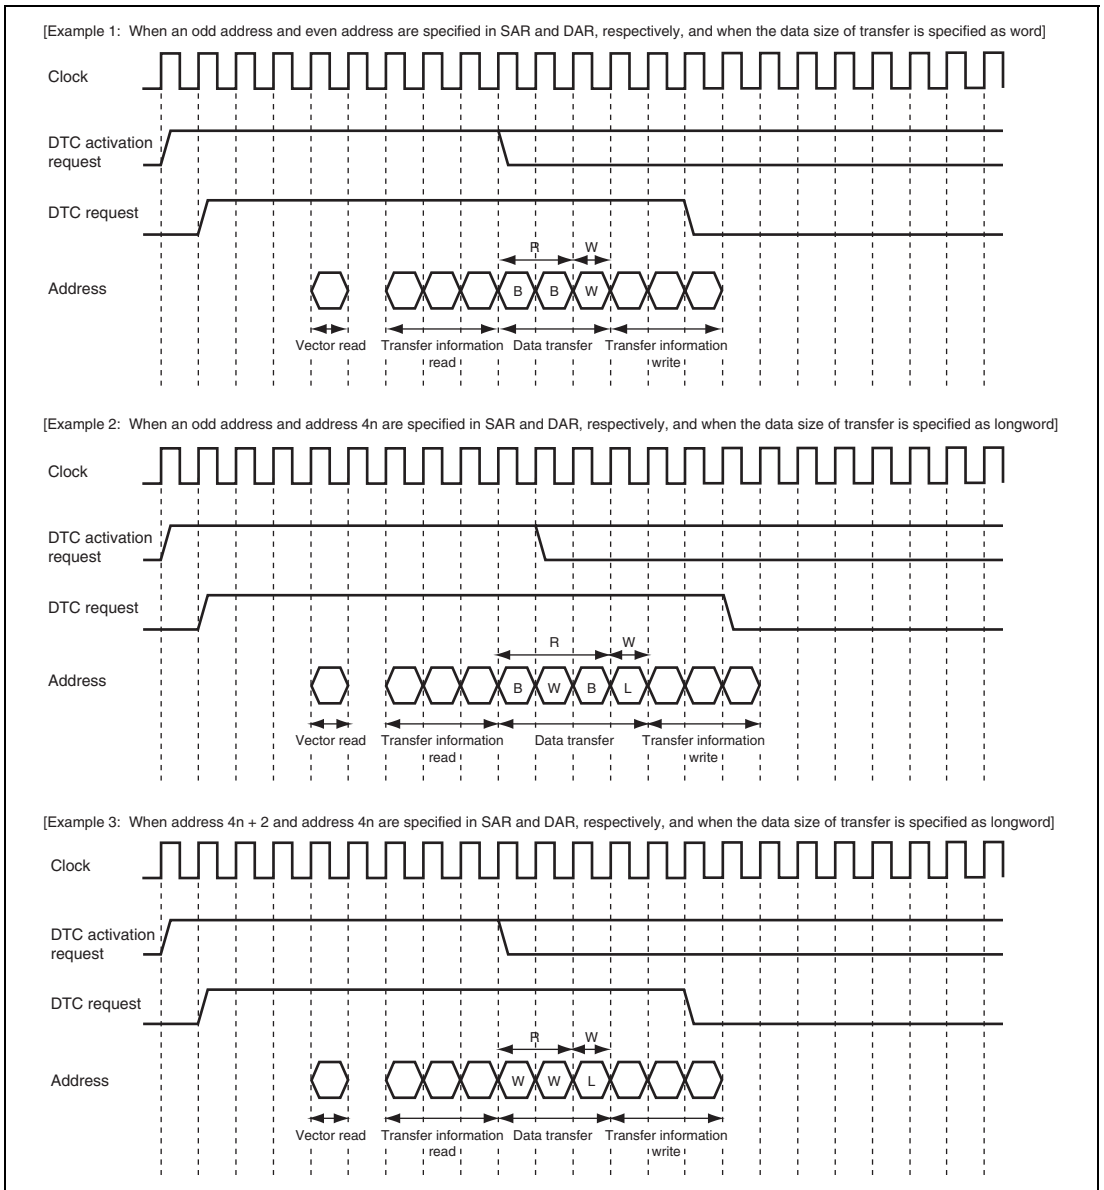 [Example 1: When an odd address and even address are specified in SAR and DAR, respectively, and when the data size of transfer is specified as word]
Clock
DTC activation
request
DTC request
R W
Address
B B W
Vector read Transfer information Data transfer Transfer information
read write
[Example 2: When an odd address and address 4n are specified in SAR and DAR, respectively, and when the data size of transfer is specified as longword]
Clock
DTC activation
request
DTC request
R W
Address
B W B L
Vector read Transfer information Data transfer Transfer information
read write
[Example 3: When address 4n + 2 and address 4n are specified in SAR and DAR, respectively, and when the data size of transfer is specified as longword]
Clock
DTC activation
request
DTC request
R W
Address
W W L
Vector read Transfer information Data transfer Transfer information
read write